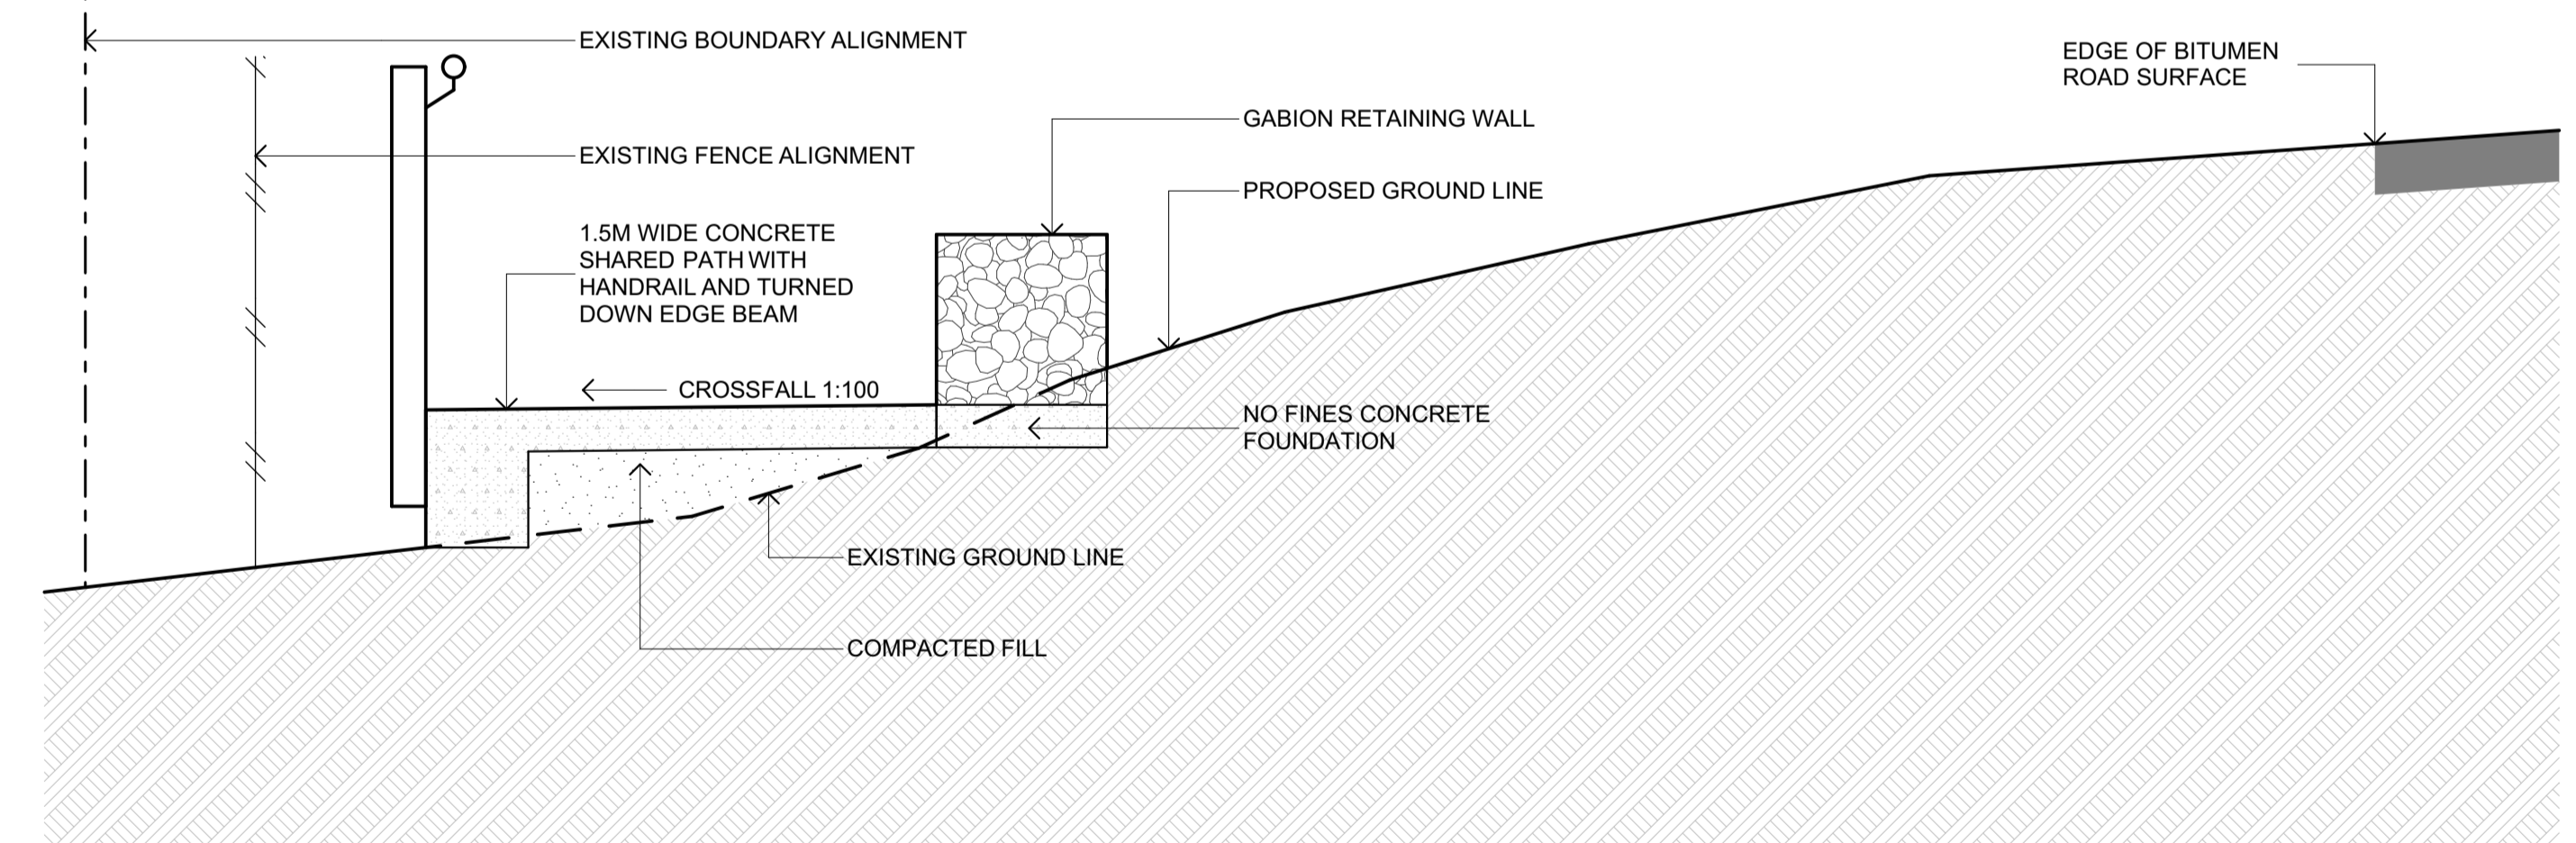 EXISTING BOUNDARY ALIGNMENT
EDGE OF BITUMEN
ROAD SURFACE
GABION RETAINING WALL
EXISTING FENCE ALIGNMENT
PROPOSED GROUND LINE
1.5M WIDE CONCRETE
SHARED PATH WITH
HANDRAIL AND TURNED
DOWN EDGE BEAM
CROSSFALL 1:100
NO FINES CONCRETE
FOUNDATION
EXISTING GROUND LINE
COMPACTED FILL